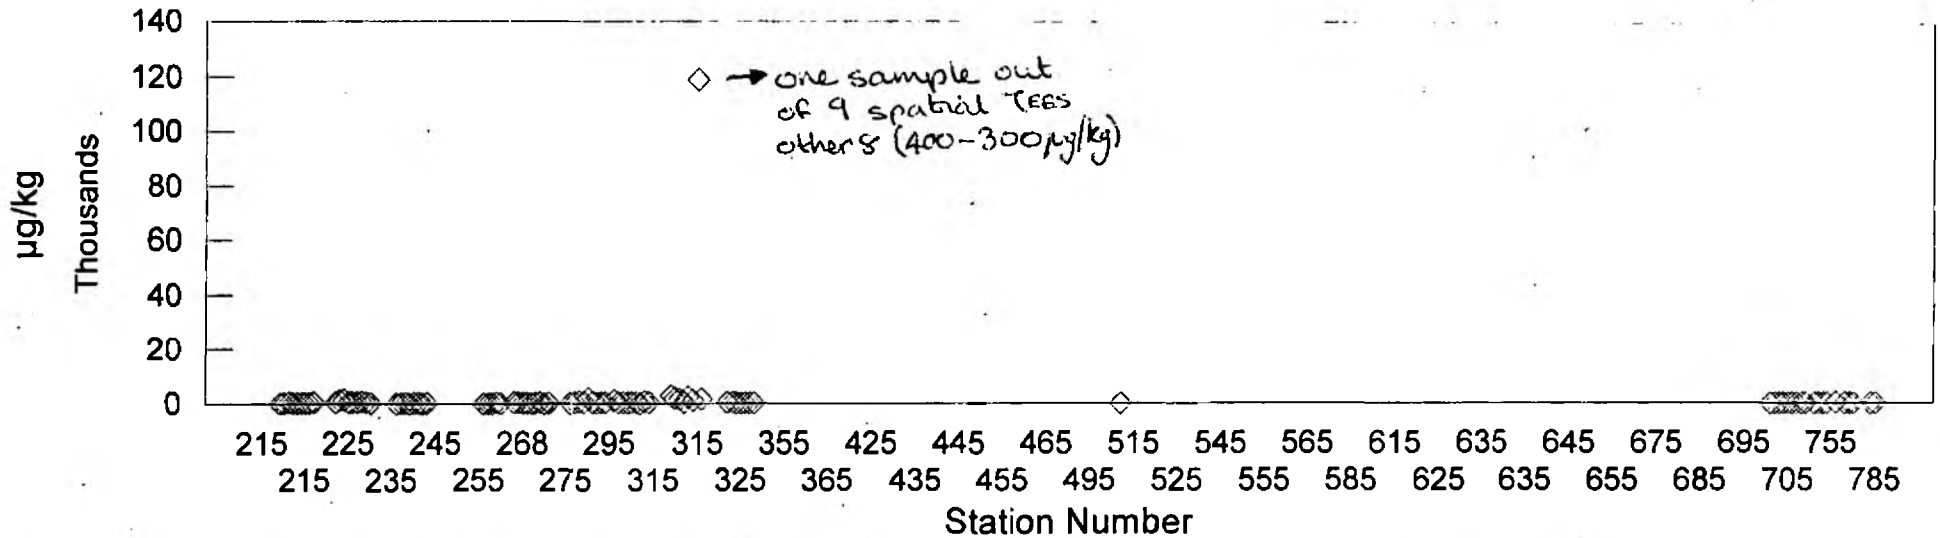 140
120
100
80
60
40
20
0
µg/kg
Thousands
one sample out
of 9 spatial TEES
others (400-300µg/kg)
215 225 245 268 295 315 355 425 445 465 515 545 565 615 635 645 675 695 755
215 235 255 275 315 325 365 435 455 495 525 555 585 625 635 655 685 705 785
Station Number